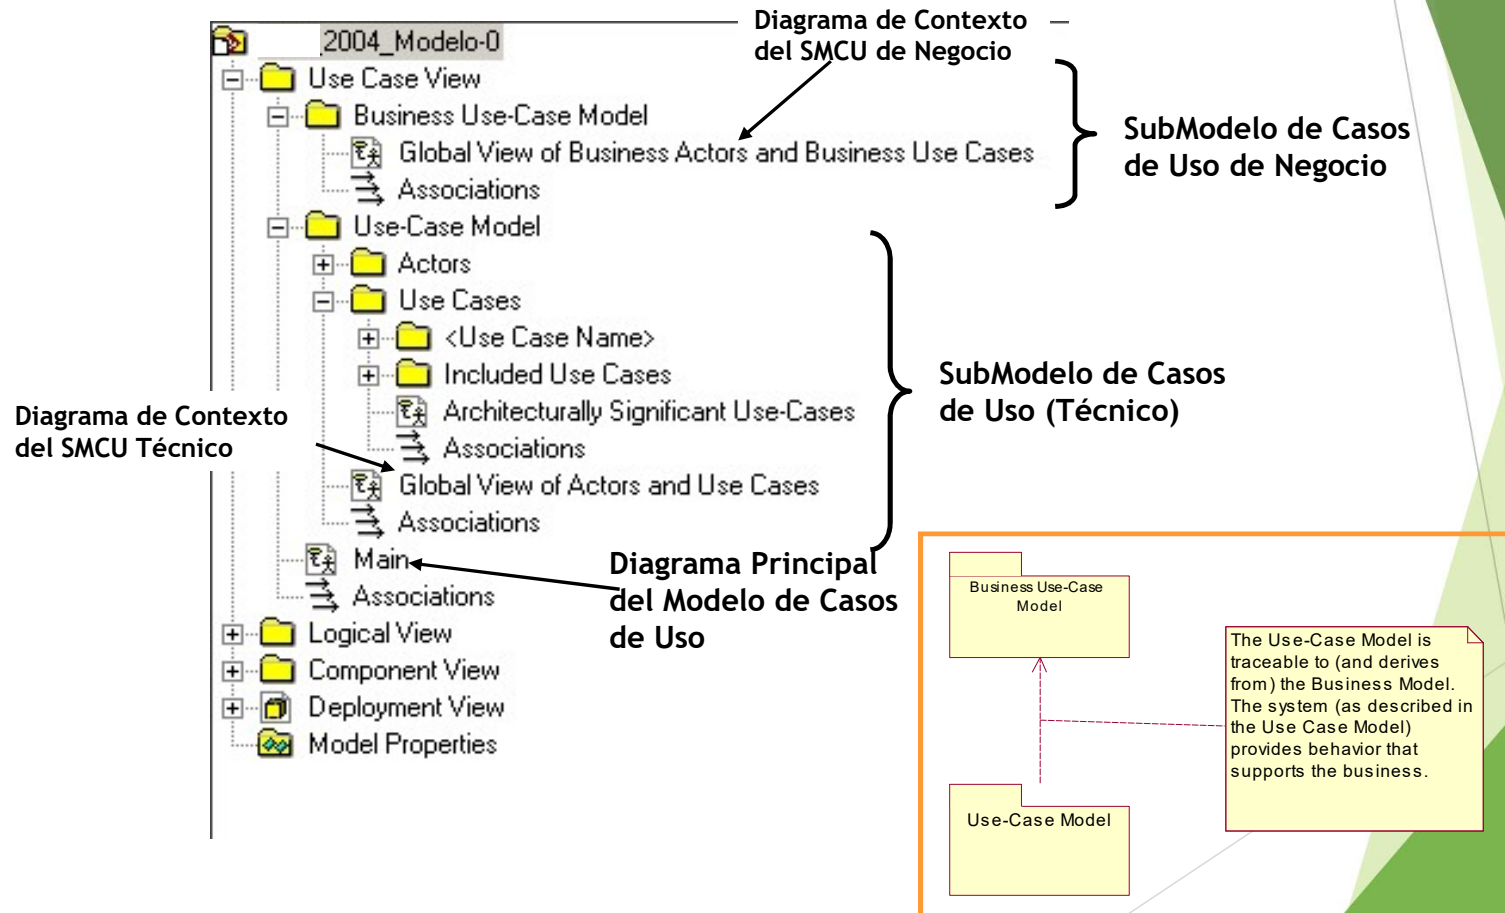 Diagrama de Contexto
del SMCU de Negocio
2004_Modelo-0
Use Case View
Business Use-Case Model
Global View of Business Actors and Business Use Cases
Associations
SubModelo de Casos
de Uso de Negocio
Use-Case Model
Actors
Use Cases
<Use Case Name>
Included Use Cases
Architecturally Significant Use-Cases
Associations
Global View of Actors and Use Cases
Associations
SubModelo de Casos
de Uso (Técnico)
Diagrama de Contexto
del SMCU Técnico
Main
Associations
Diagrama Principal
del Modelo de Casos
de Uso
Logical View
Component View
Deployment View
Model Properties
Business Use-Case
Model
The Use-Case Model is
traceable to (and derives
from) the Business Model.
The system (as described in
the Use Case Model)
provides behavior that
supports the business.
Use-Case Model